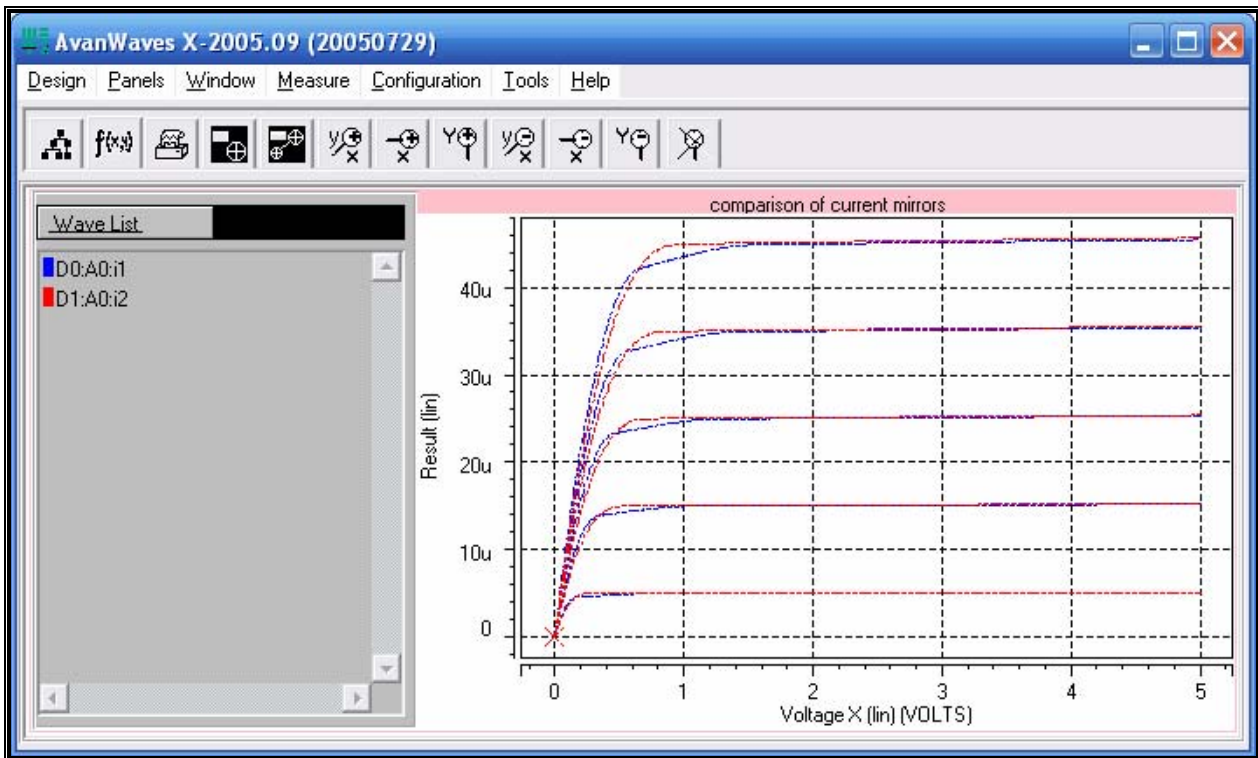 AvanWaves X-2005.09 (20050729)
Design Panels Window Measure Configuration Tools Help
f(x,y) y x x Y y x x Y
Wave List
D0:A0:i1
D1:A0:i2
comparison of current mirrors
Result (lin)
40u
30u
20u
10u
0
0 1 2 3 4 5
Voltage X (lin) (VOLTS)